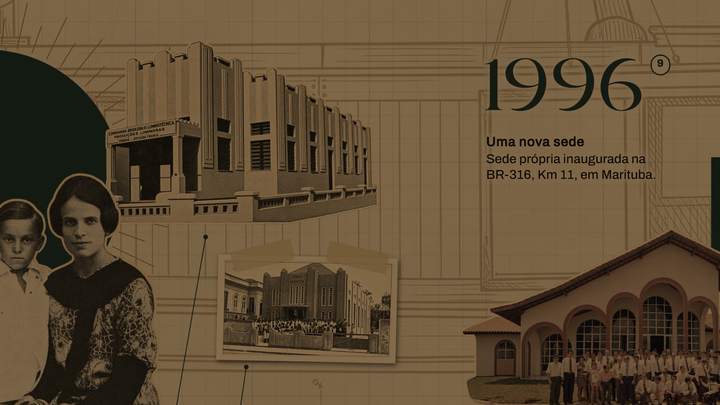 1996
9
Uma nova sede
Sede própria inaugurada na
BR-316, Km 11, em Marituba.